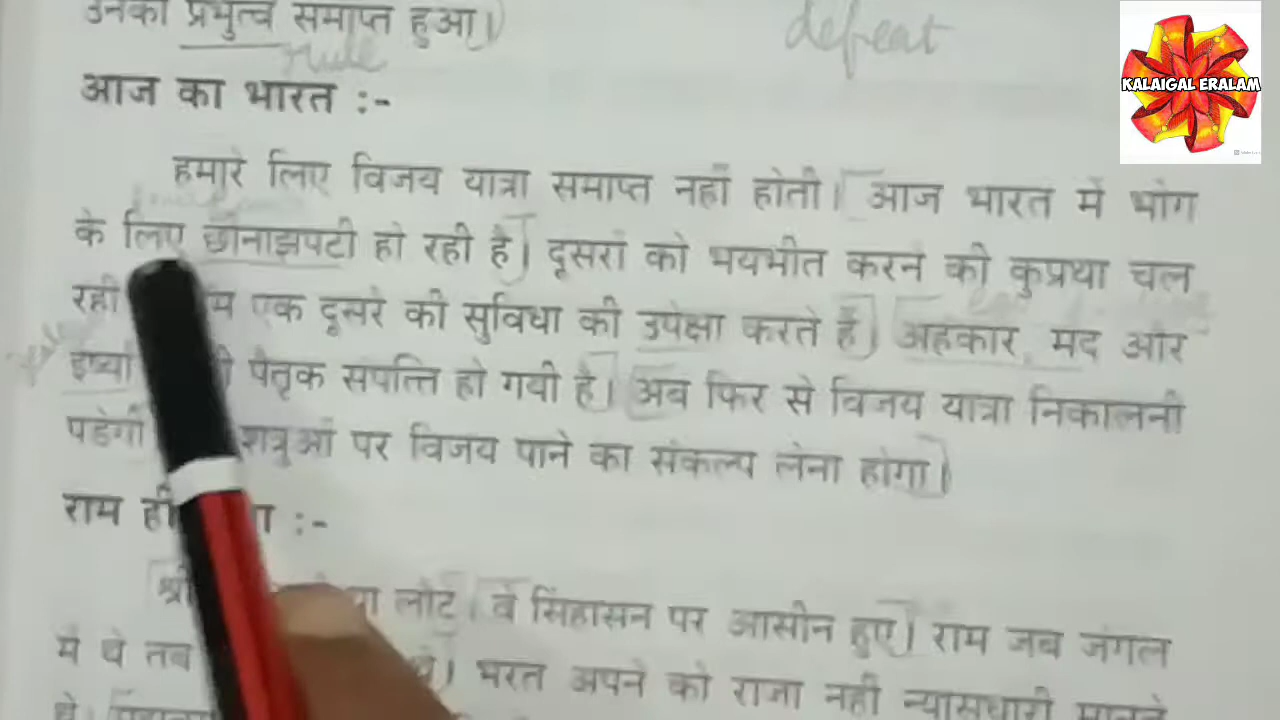 उनका प्रभुत्व समाप्त हुआ।
rule
defeat
KALAIGAL ERALAM
आज का भारत :-
हमारे लिए विजय यात्रा समाप्त नहीं होती। आज भारत में भोग
के लिए छीनाझपटी हो रही है। दूसरों को भयभीत करने की कुप्रथा चल
रही एक दूसरे की सुविधा की उपेक्षा करते हैं। अहंकार, मद और
इर्ष्या पैतृक संपत्ति हो गयी है। अब फिर से विजय यात्रा निकालनी
पडेगी शत्रुओं पर विजय पाने का संकल्प लेना होगा।
राम ही :-
श्री लौटे। वे सिंहासन पर आसीन हुए। राम जब जंगल
में थे तब भरत अपने को राजा नही न्यासधारी मानते
थे।